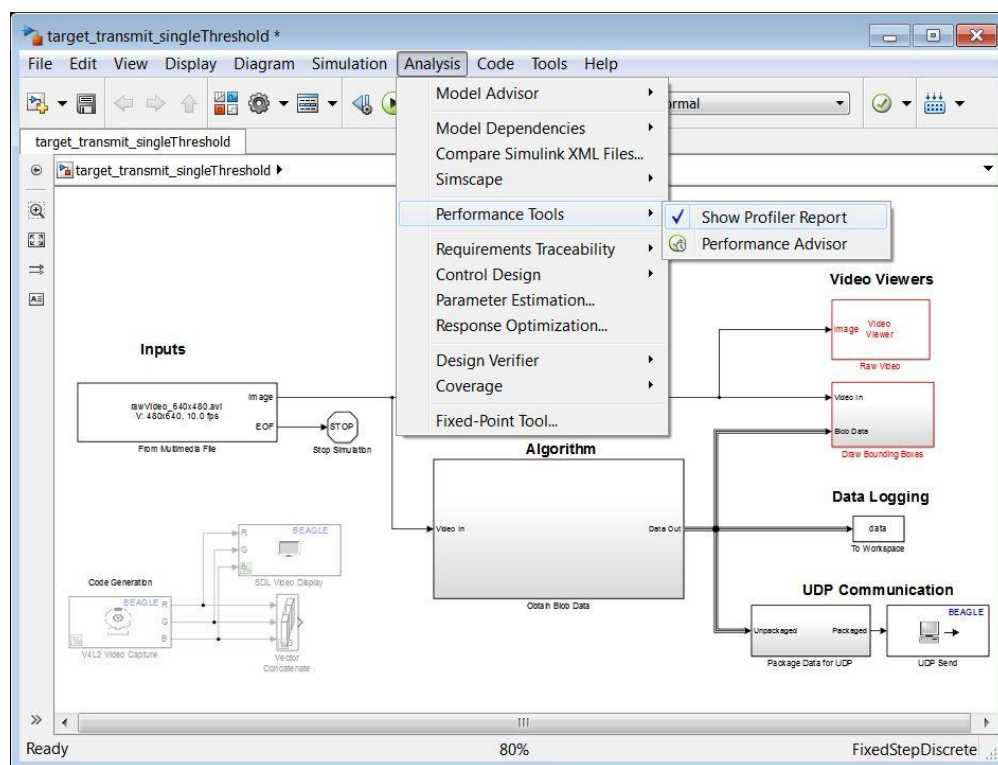 target_transmit_singleThreshold *
File Edit View Display Diagram Simulation Analysis Code Tools Help
Model Advisor
Model Dependencies
Compare Simulink XML Files...
Simscape
Performance Tools
Requirements Traceability
Control Design
Parameter Estimation...
Response Optimization...
Design Verifier
Coverage
Fixed-Point Tool...
Show Profiler Report
Performance Advisor
ormal
target_transmit_singleThreshold
target_transmit_singleThreshold
Video Viewers
Image
Video
Viewer
Raw Video
Video In
Blob Data
Draw Bounding Boxes
Inputs
rawVideo_640x480.avi
V: 480x640, 10.0 fps
Image
EOF
From Multimedia File
STOP
Stop Simulation
Algorithm
Video In
Data Out
Obtain Blob Data
Data Logging
data
To Workspace
UDP Communication
Unpackaged
Packaged
Package Data for UDP
BEAGLE
UDP Send
BEAGLE
R
G
SDL Video Display
Code Generation
BEAGLE
R
G
B
V4L2 Video Capture
Vector
Concatenate
Ready
80%
FixedStepDiscrete